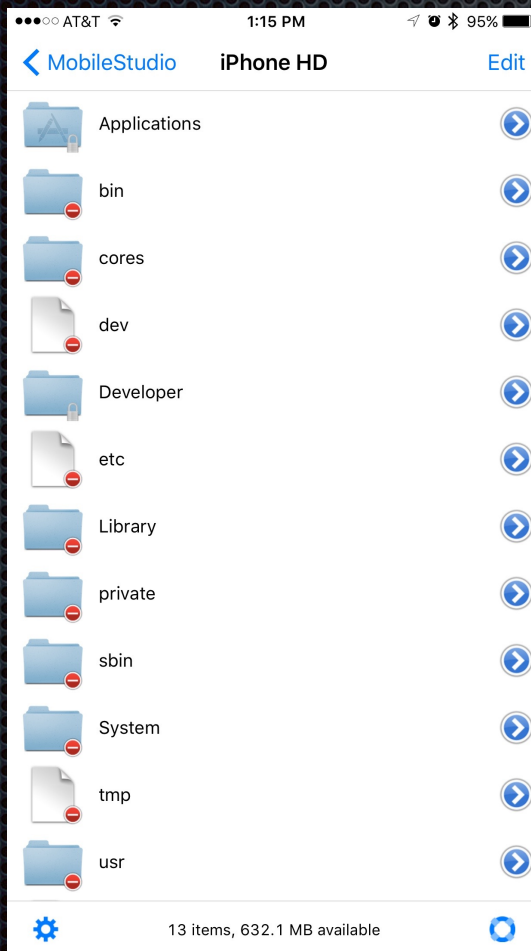 AT&T 1:15 PM 95%
MobileStudio iPhone HD Edit
Applications
bin
cores
dev
Developer
etc
Library
private
sbin
System
tmp
usr
13 items, 632.1 MB available